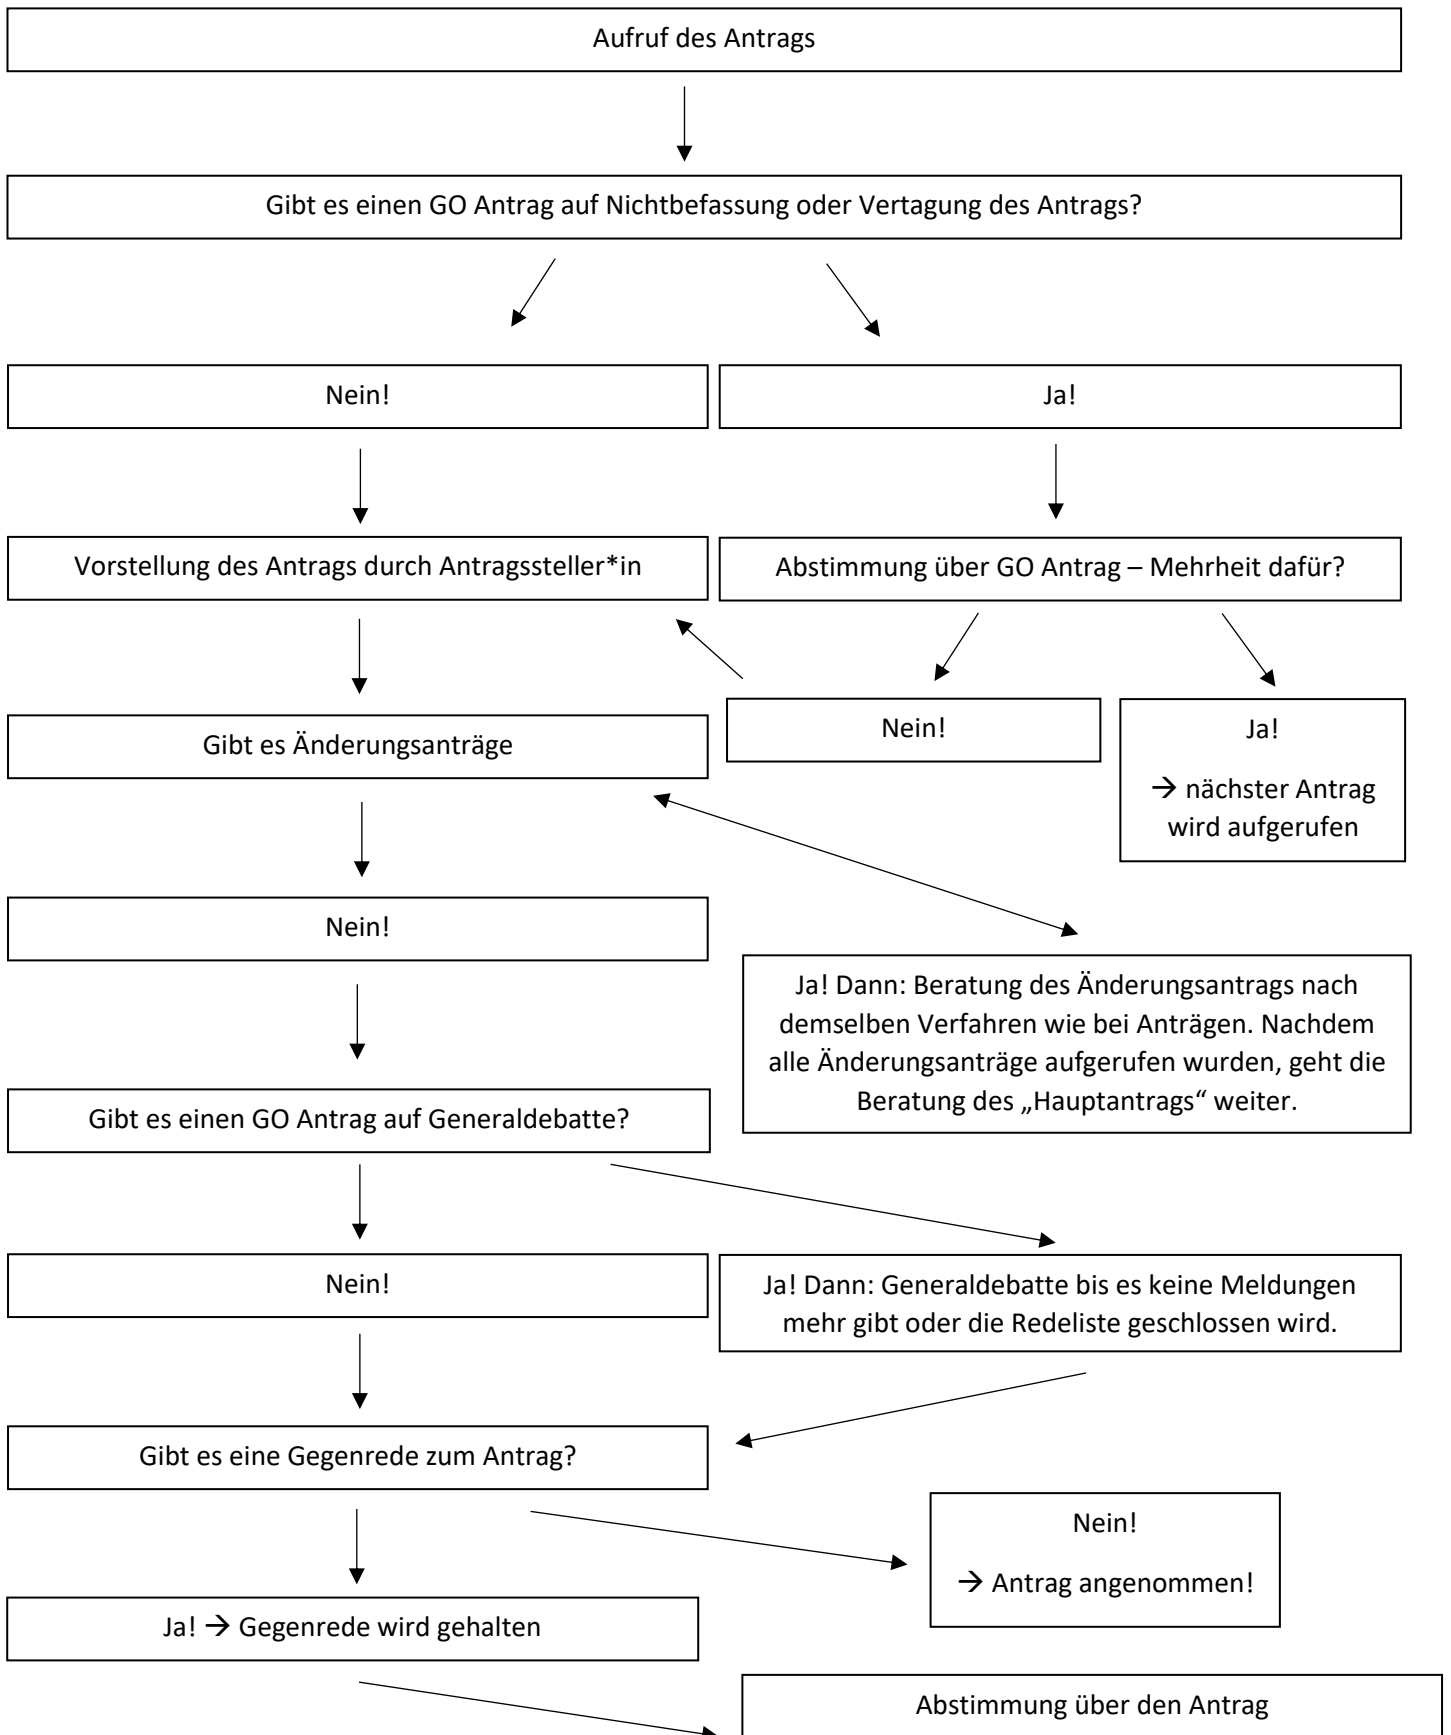 Aufruf des Antrags
Gibt es einen GO Antrag auf Nichtbefassung oder Vertagung des Antrags?
Nein!
Ja!
Vorstellung des Antrags durch Antragssteller*in
Abstimmung über GO Antrag – Mehrheit dafür?
Gibt es Änderungsanträge
Nein!
Ja!
→ nächster Antrag
wird aufgerufen
Nein!
Ja! Dann: Beratung des Änderungsantrags nach
demselben Verfahren wie bei Anträgen. Nachdem
alle Änderungsanträge aufgerufen wurden, geht die
Beratung des „Hauptantrags“ weiter.
Gibt es einen GO Antrag auf Generaldebatte?
Nein!
Ja! Dann: Generaldebatte bis es keine Meldungen
mehr gibt oder die Redeliste geschlossen wird.
Gibt es eine Gegenrede zum Antrag?
Nein!
→ Antrag angenommen!
Ja! → Gegenrede wird gehalten
Abstimmung über den Antrag